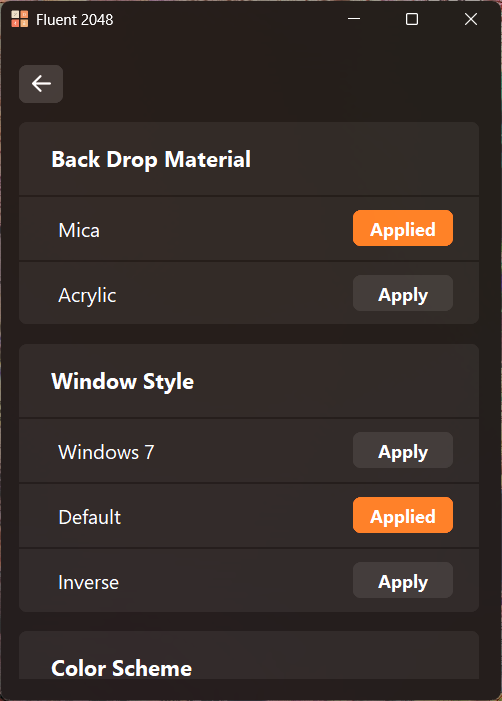 Fluent 2048
Back Drop Material
Mica Applied
Acrylic Apply
Window Style
Windows 7 Apply
Default Applied
Inverse Apply
Color Scheme